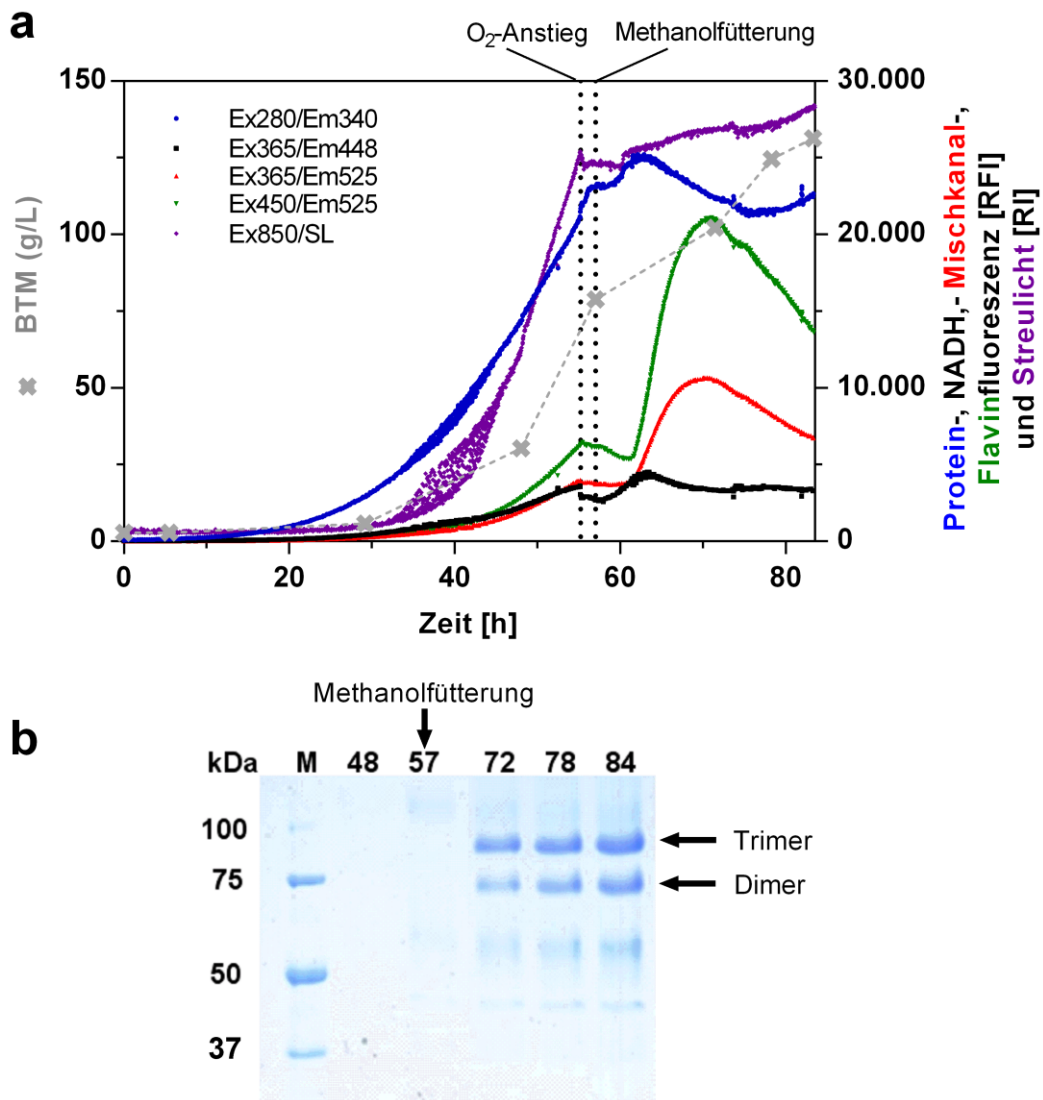 a
O2-Anstieg
Methanolfütterung
150
100
50
0
BTM (g/L)
Ex280/Em340
Ex365/Em448
Ex365/Em525
Ex450/Em525
Ex850/SL
30.000
20.000
10.000
0
Protein-, NADH,- Mischkanal-,
Flavinfluoreszenz [RFI]
und Streulicht [RI]
0 20 40 60 80
Zeit [h]
b
Methanolfütterung
kDa M 48 57 72 78 84
100
75
50
37
Trimer
Dimer